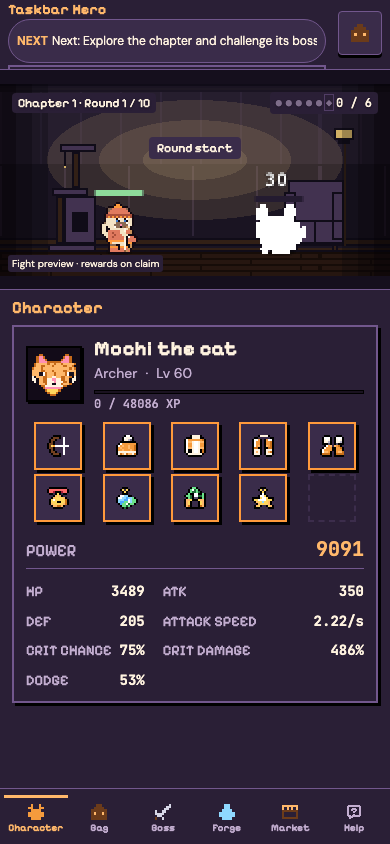 Taskbar Hero
NEXT Next: Explore the chapter and challenge its boss
Chapter 1 · Round 1 / 10
0 / 6
Round start
30
Fight preview · rewards on claim
Character
Mochi the cat
Archer · Lv 60
0 / 48086 XP
POWER 9091
HP 3489 ATK 350
DEF 205 ATTACK SPEED 2.22/s
CRIT CHANCE 75% CRIT DAMAGE 486%
DODGE 53%
Character Bag Boss Forge Market Help